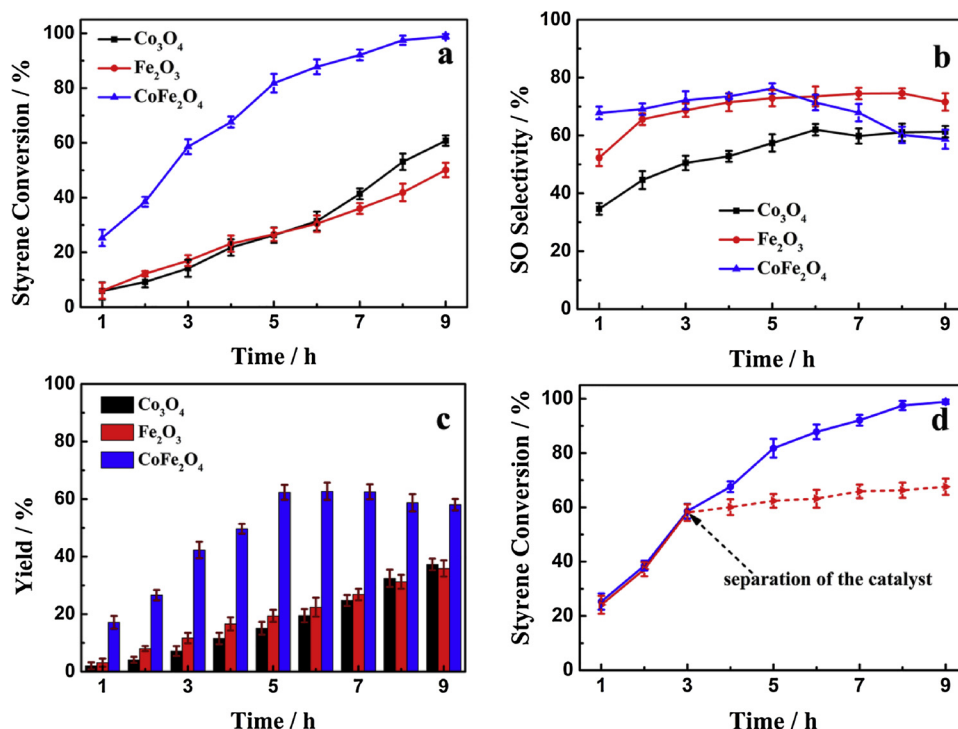 a
Styrene Conversion / %
100
80
60
40
20
0
Co₃O₄
Fe₂O₃
CoFe₂O₄
1 3 5 7 9
Time / h
b
SO Selectivity / %
100
80
60
40
20
0
Co₃O₄
Fe₂O₃
CoFe₂O₄
1 3 5 7 9
Time / h
c
Yield / %
100
80
60
40
20
0
Co₃O₄
Fe₂O₃
CoFe₂O₄
1 3 5 7 9
Time / h
d
Styrene Conversion / %
100
80
60
40
20
0
separation of the catalyst
1 3 5 7 9
Time / h